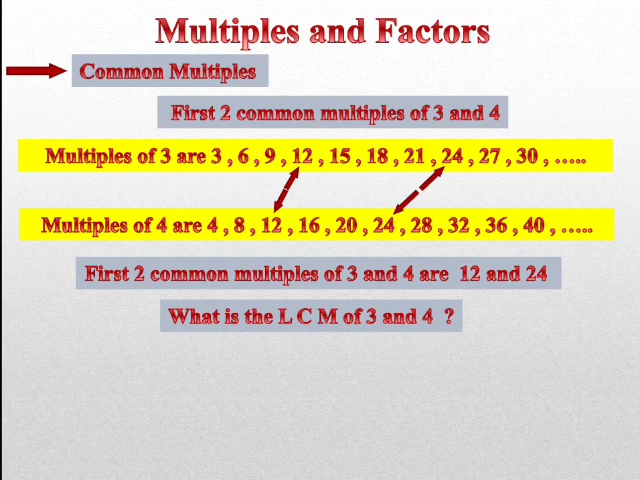 Multiples and Factors
Common Multiples
First 2 common multiples of 3 and 4
Multiples of 3 are 3 , 6 , 9 , 12 , 15 , 18 , 21 , 24 , 27 , 30 , …..
Multiples of 4 are 4 , 8 , 12 , 16 , 20 , 24 , 28 , 32 , 36 , 40 , …..
First 2 common multiples of 3 and 4 are 12 and 24
What is the L C M of 3 and 4 ?